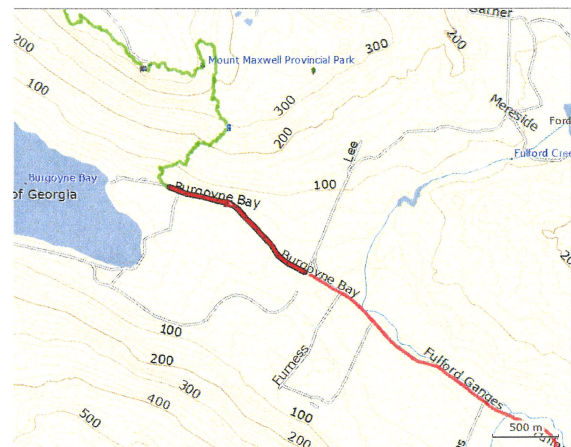 Garner
200
300
200
Mount Maxwell Provincial Park
100
300
Mereside
200
Ford
Lee
Fulford Cree
Burgoyne Bay
100
of Georgia
Burgoyne Bay
Burgoyne Bay
100
200
Furness
Fulford Ganges
300
400
100
500
200
500 m